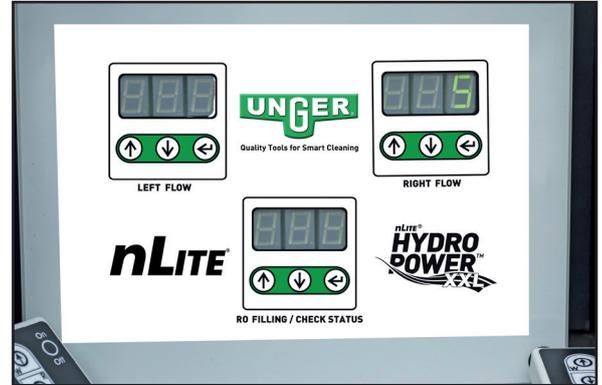 UNGER
Quality Tools for Smart Cleaning
5
LEFT FLOW
RIGHT FLOW
nLITE®
nLITE®
HYDRO
POWER™
XXL
RO FILLING / CHECK STATUS